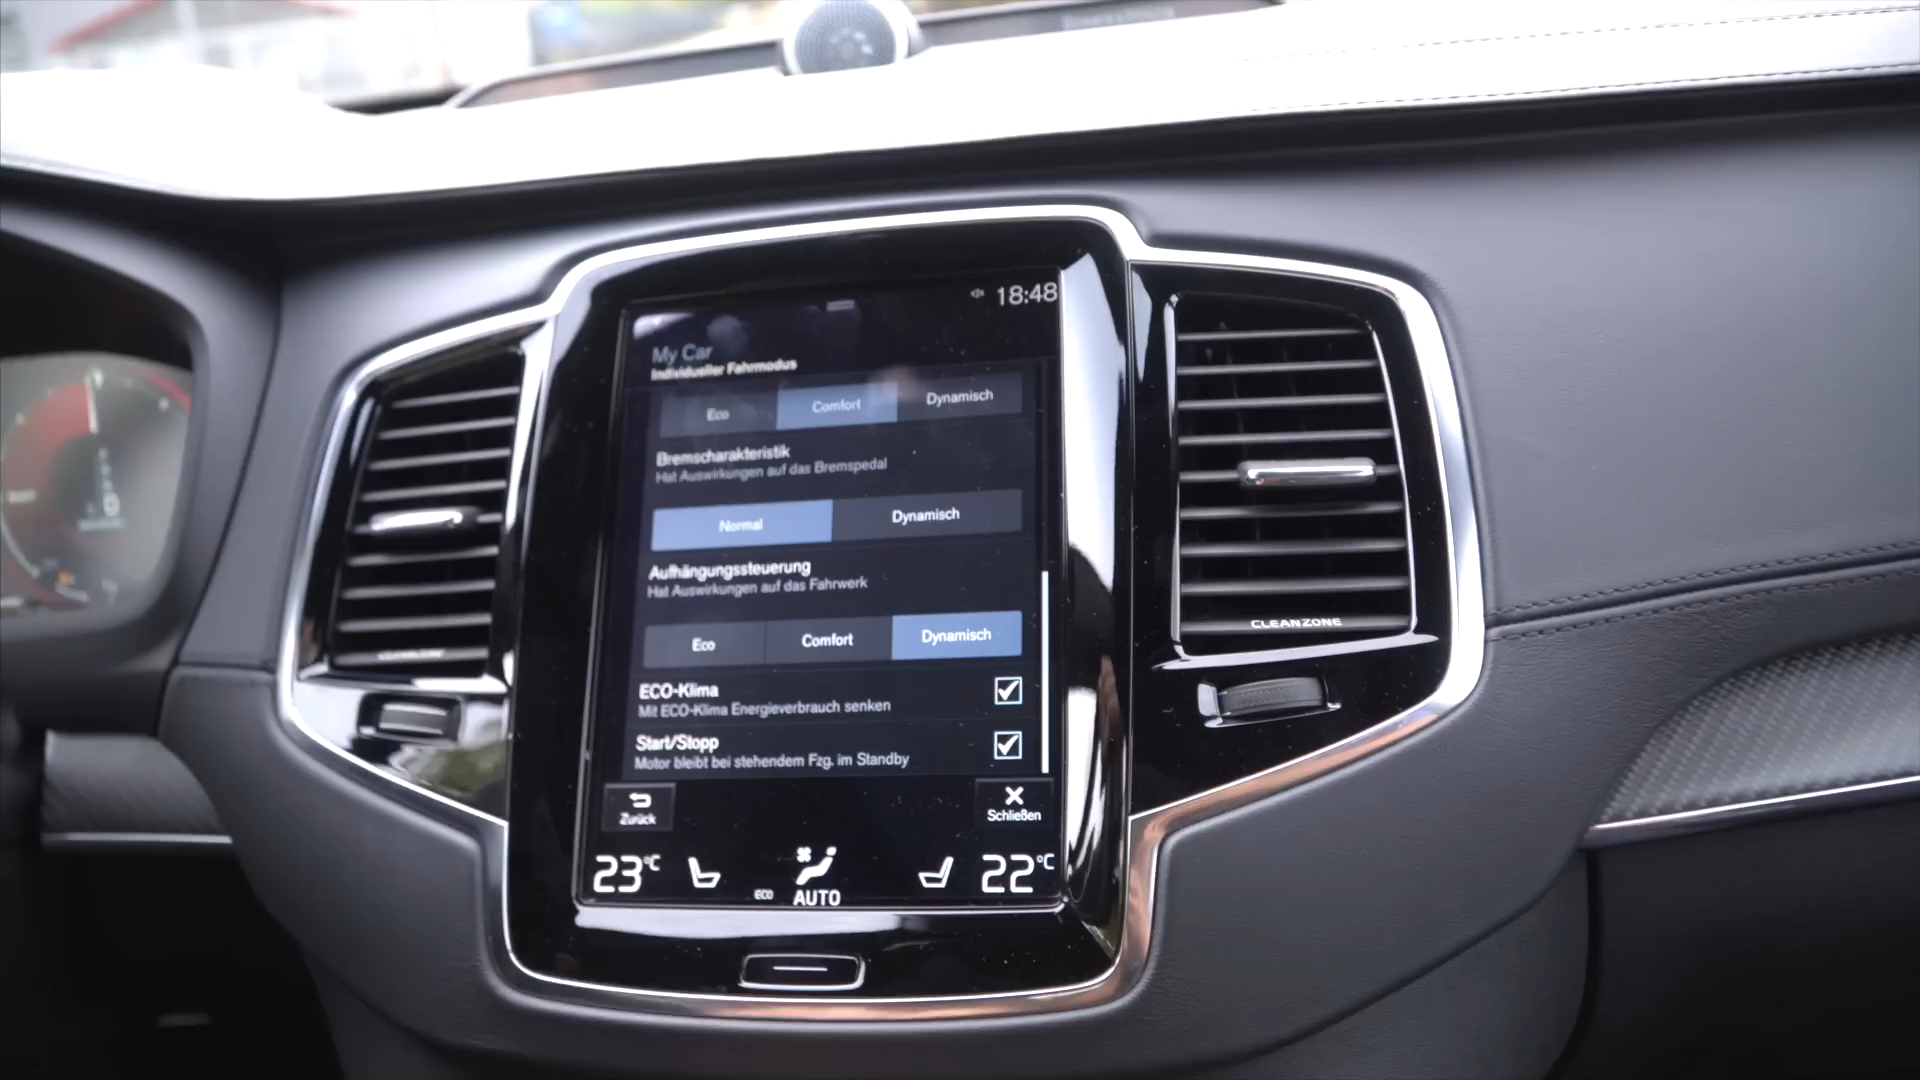 18:48
My Car
Individueller Fahrmodus
Eco Comfort Dynamisch
Bremscharakteristik
Hat Auswirkungen auf das Bremspedal
Normal Dynamisch
Aufhängungssteuerung
Hat Auswirkungen auf das Fahrwerk
Eco Comfort Dynamisch
ECO-Klima
Mit ECO-Klima Energieverbrauch senken
Start/Stopp
Motor bleibt bei stehendem Fzg. im Standby
Zurück Schließen
23°C ECO AUTO 22°C
CLEANZONE